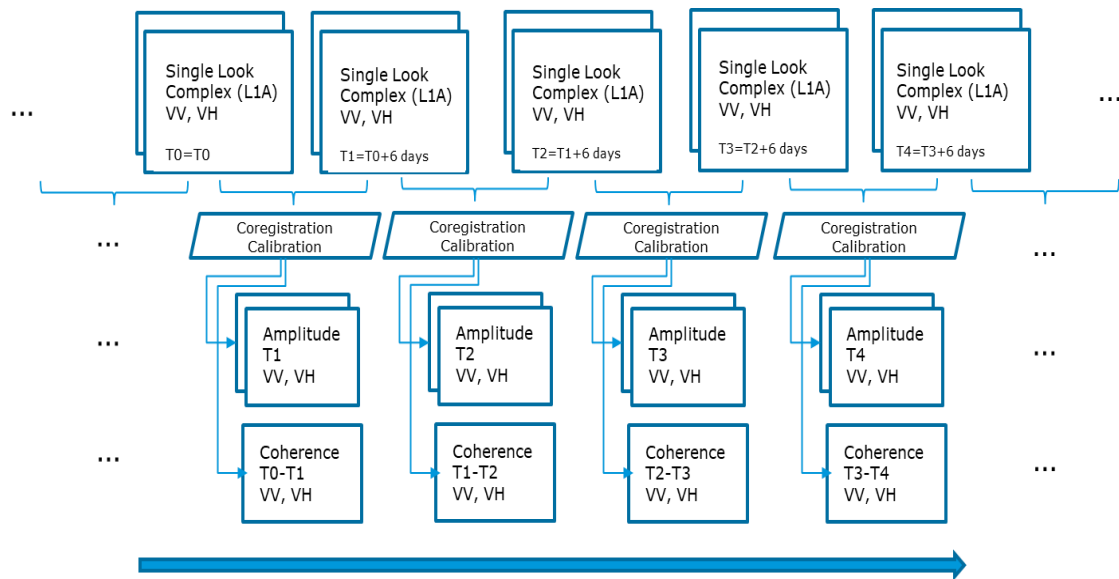 Single Look
Complex (L1A)
VV, VH
T0=T0
Single Look
Complex (L1A)
VV, VH
T1=T0+6 days
Single Look
Complex (L1A)
VV, VH
T2=T1+6 days
Single Look
Complex (L1A)
VV, VH
T3=T2+6 days
Single Look
Complex (L1A)
VV, VH
T4=T3+6 days
...
...
Coregistration
Calibration
Coregistration
Calibration
Coregistration
Calibration
Coregistration
Calibration
...
...
Amplitude
T1
VV, VH
Amplitude
T2
VV, VH
Amplitude
T3
VV, VH
Amplitude
T4
VV, VH
...
...
Coherence
T0-T1
VV, VH
Coherence
T1-T2
VV, VH
Coherence
T2-T3
VV, VH
Coherence
T3-T4
VV, VH
...
...